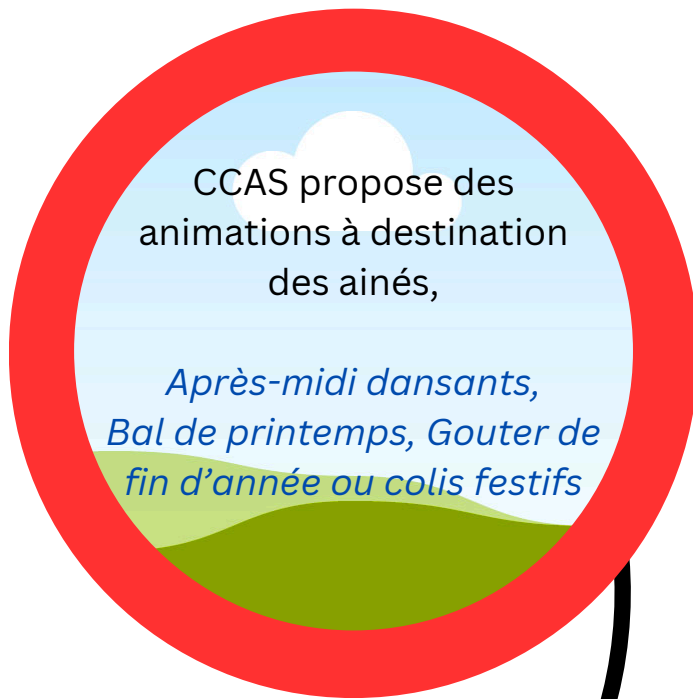 CCAS propose des
animations à destination
des ainés,
Après-midi dansants,
Bal de printemps, Gouter de
fin d’année ou colis festifs